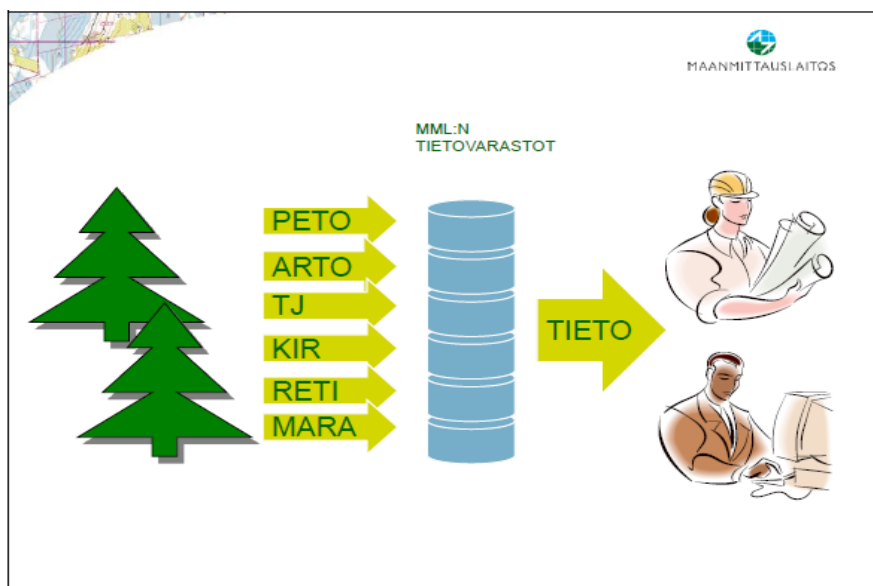 MAANMITTAUSLAITOS
MML:N
TIETOVARASTOT
PETO
ARTO
TJ
KIR
RETI
MARA
TIETO